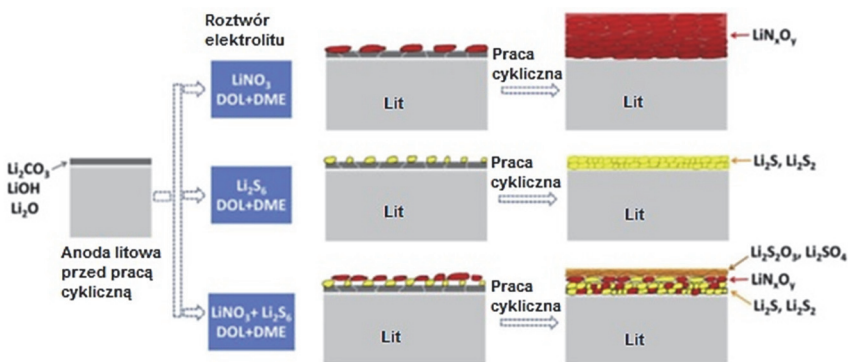 Roztwór
elektrolitu
LiNO₃
DOL+DME
Lit
Praca
cykliczna
Lit
LiNₓOᵧ
Li₂CO₃
LiOH
Li₂O
Anoda litowa
przed pracą
cykliczną
Li₂S₆
DOL+DME
Lit
Praca
cykliczna
Lit
Li₂S, Li₂S₂
LiNO₃+ Li₂S₆
DOL+DME
Lit
Praca
cykliczna
Lit
Li₂S₂O₃, Li₂SO₄
LiNₓOᵧ
Li₂S, Li₂S₂